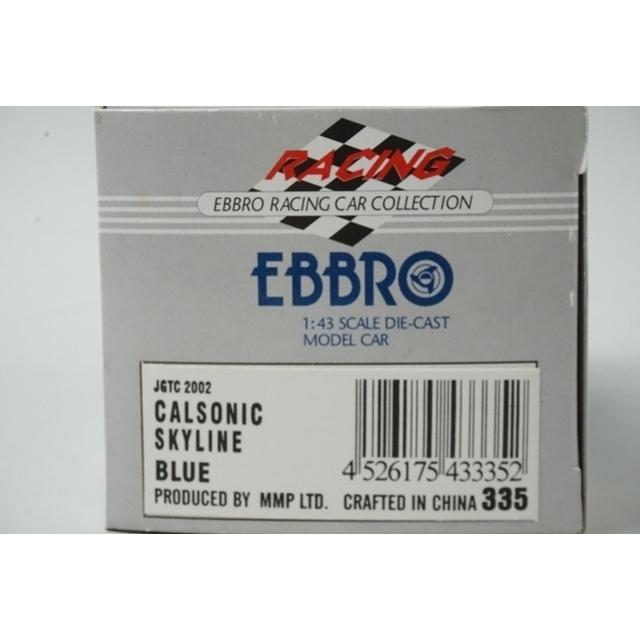 RACING
EBBRO RACING CAR COLLECTION
EBBRO
1:43 SCALE DIE-CAST
MODEL CAR
JGTC 2002
CALSONIC
SKYLINE
BLUE
4 526175 433352
PRODUCED BY MMP LTD. CRAFTED IN CHINA 335